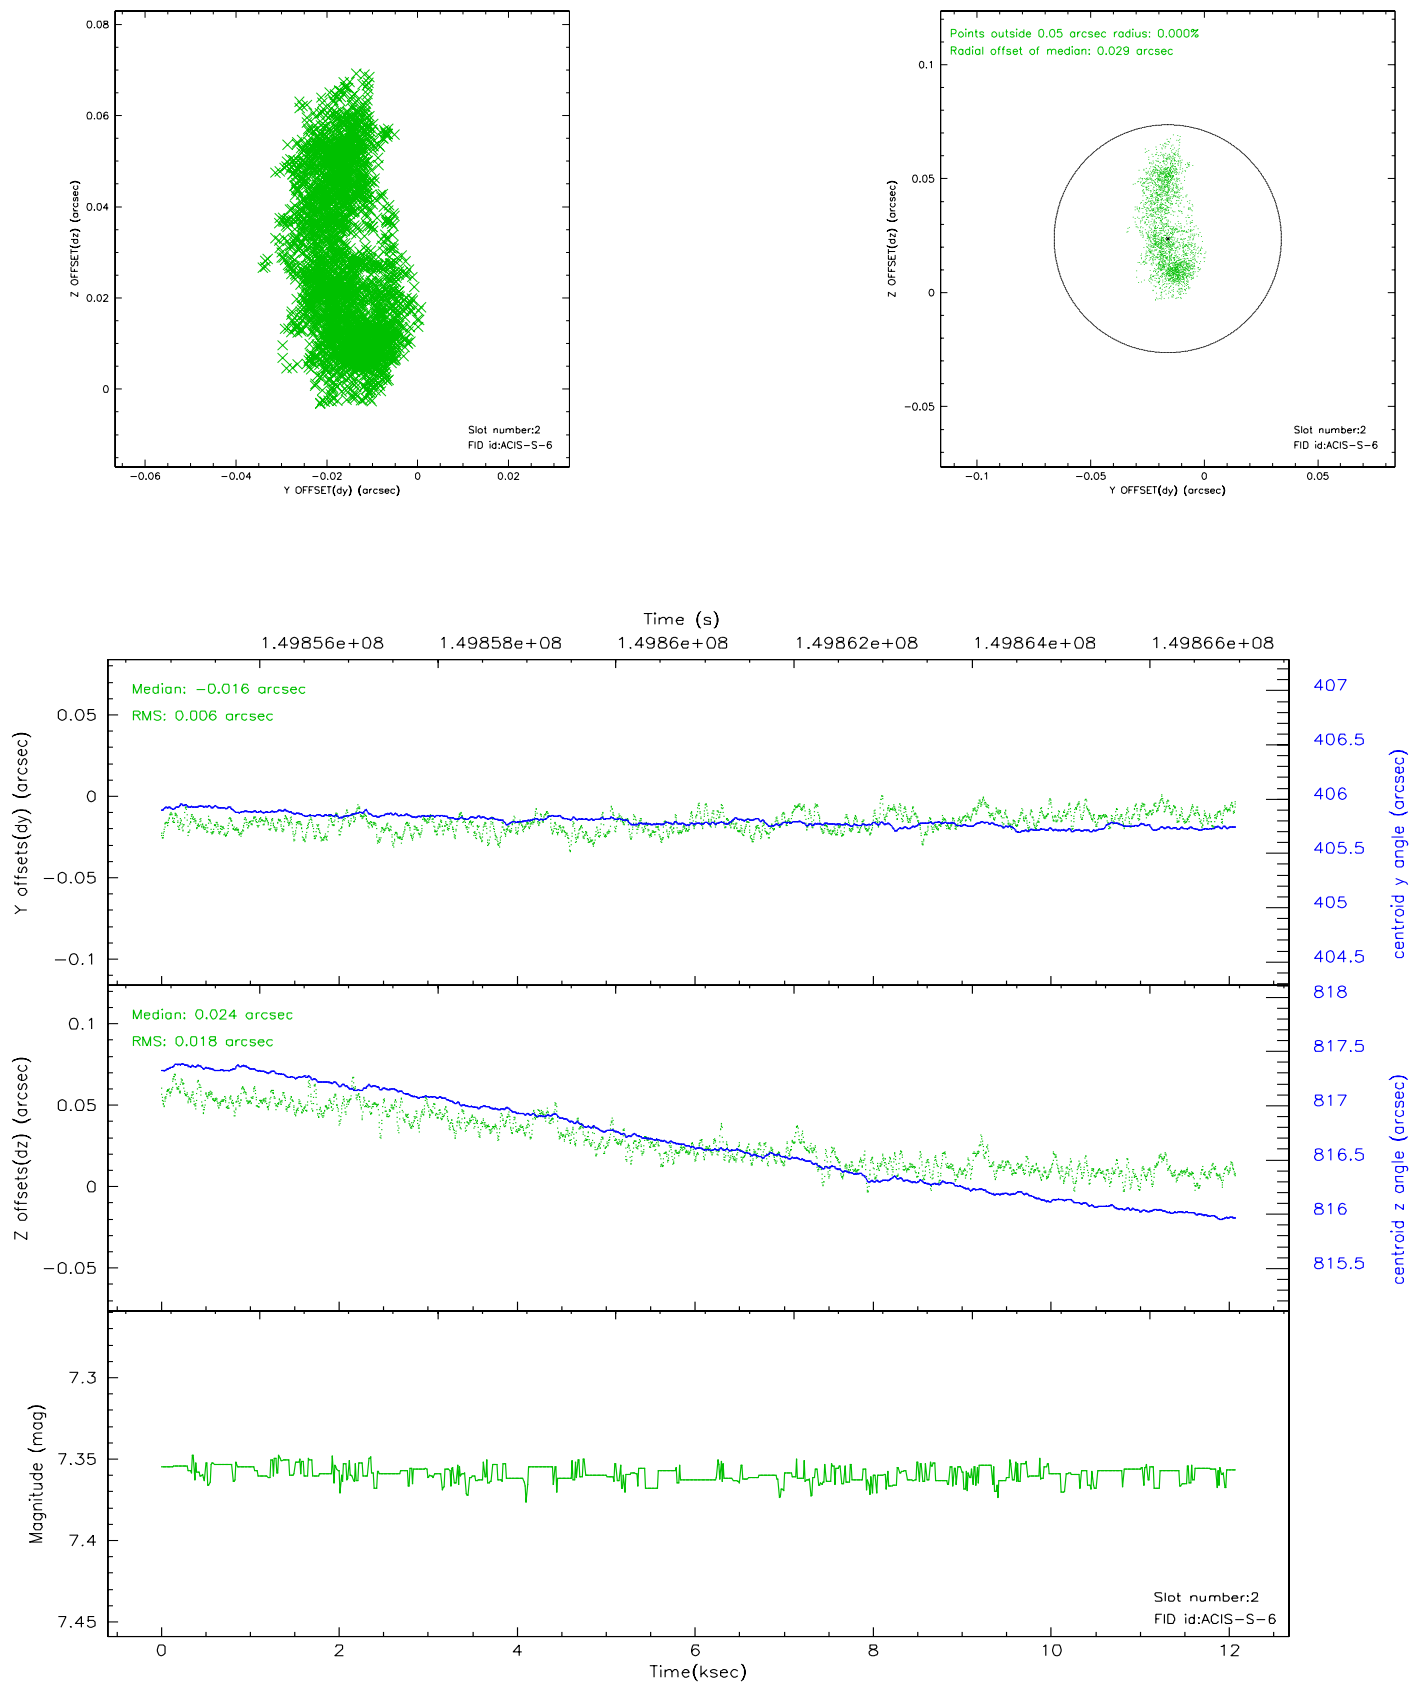 0.08
0.06
0.04
0.02
0
Z OFFSET(dz) (arcsec)
Slot number:2
FID id:ACIS-S-6
-0.06
-0.04
-0.02
0
0.02
Y OFFSET(dy) (arcsec)
Points outside 0.05 arcsec radius: 0.000%
Radial offset of median: 0.029 arcsec
0.1
0.05
0
-0.05
Z OFFSET(dz) (arcsec)
Slot number:2
FID id:ACIS-S-6
-0.1
-0.05
0
0.05
Y OFFSET(dy) (arcsec)
Time (s)
1.49856e+08
1.49858e+08
1.4986e+08
1.49862e+08
1.49864e+08
1.49866e+08
Median: -0.016 arcsec
RMS: 0.006 arcsec
0.05
0
-0.05
-0.1
Y offsets(dy) (arcsec)
407
406.5
406
405.5
405
404.5
centroid y angle (arcsec)
Median: 0.024 arcsec
RMS: 0.018 arcsec
0.1
0.05
0
-0.05
Z offsets(dz) (arcsec)
818
817.5
817
816.5
816
815.5
centroid z angle (arcsec)
7.3
7.35
7.4
7.45
Magnitude (mag)
Slot number:2
FID id:ACIS-S-6
0
2
4
6
8
10
12
Time(ksec)